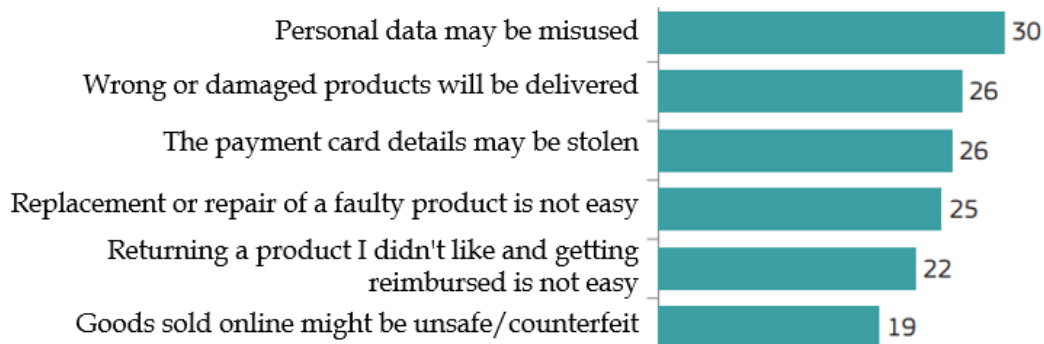 Personal data may be misused 30
Wrong or damaged products will be delivered 26
The payment card details may be stolen 26
Replacement or repair of a faulty product is not easy 25
Returning a product I didn't like and getting
reimbursed is not easy 22
Goods sold online might be unsafe/counterfeit 19